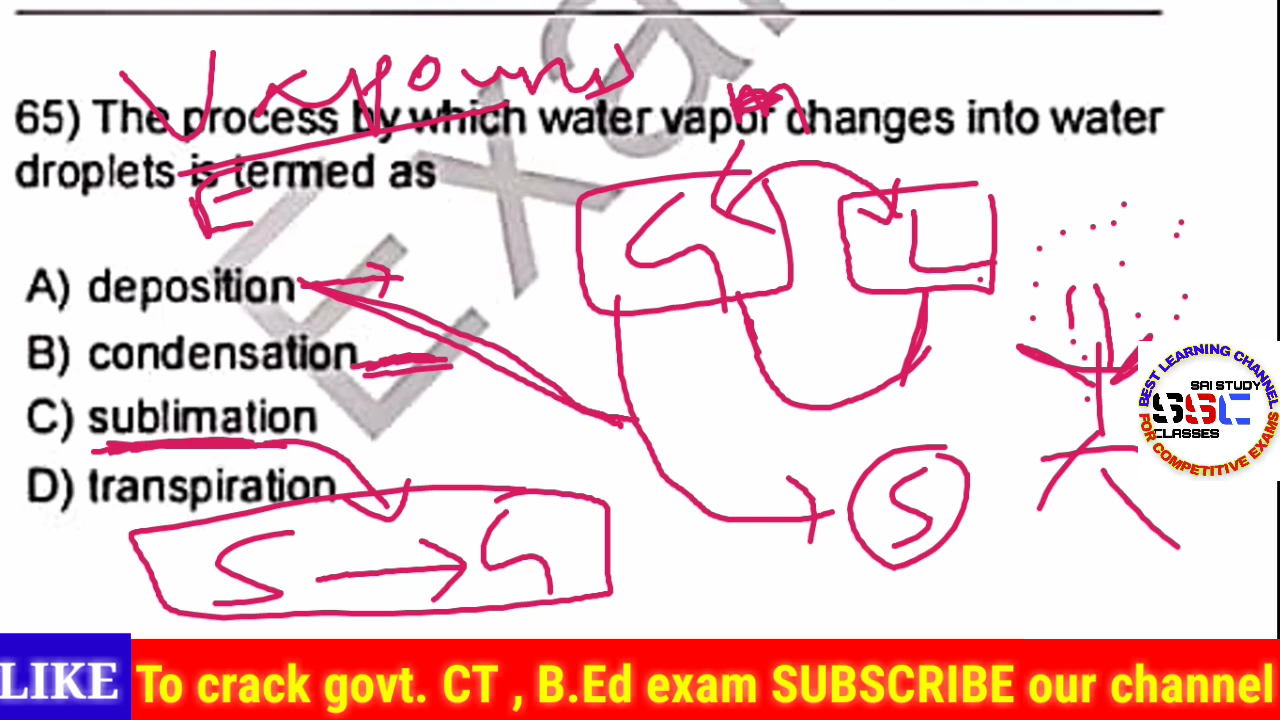 Vapours
65) The process by which water vapor changes into water
droplets is termed as
E
G
L
A) deposition
B) condensation
C) sublimation
D) transpiration
S
S → G
BEST LEARNING CHANNEL
SAI STUDY
SSC
CLASSES
FOR COMPETITIVE EXAMS
LIKE
To crack govt. CT , B.Ed exam SUBSCRIBE our channel